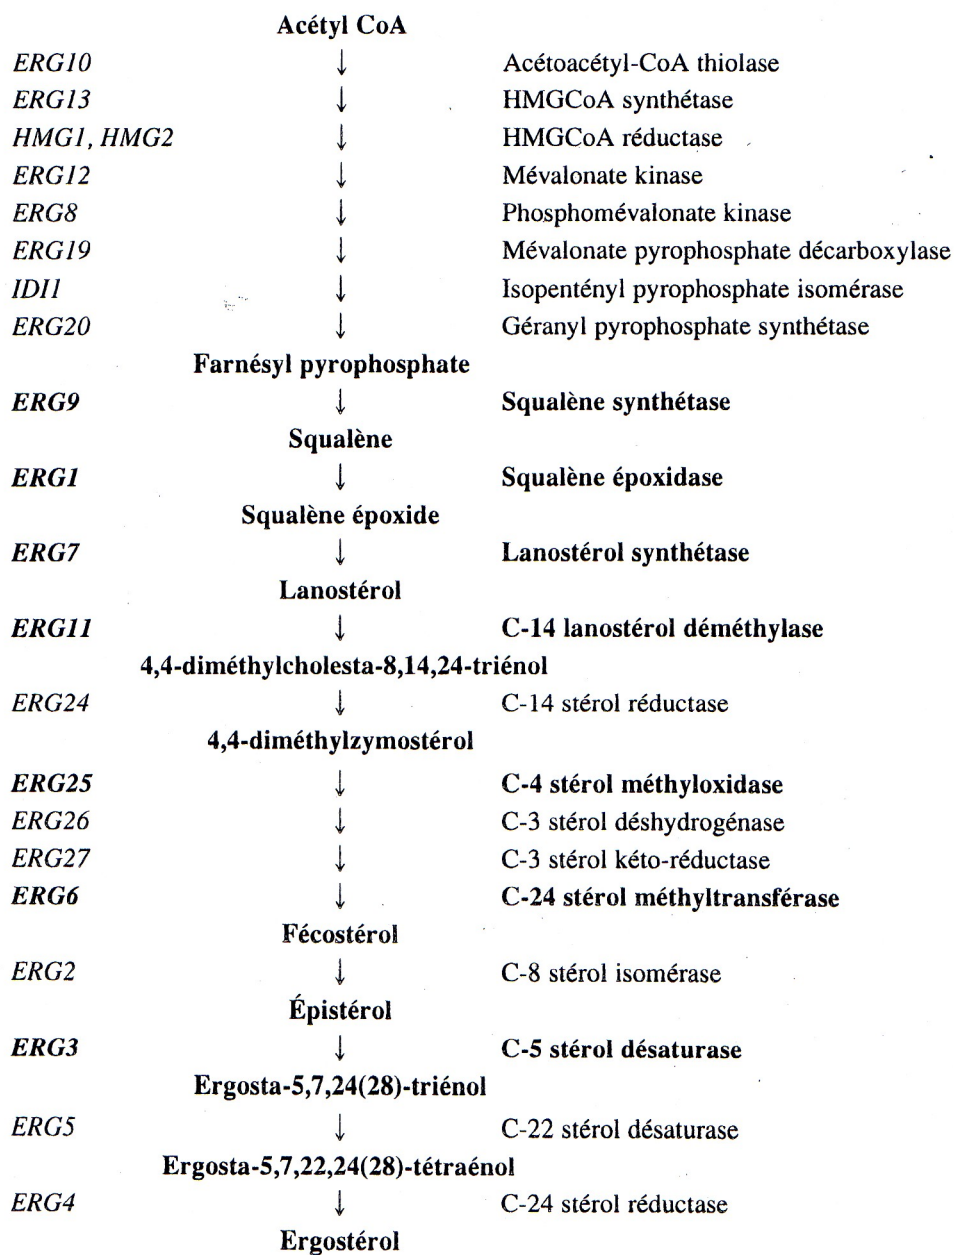 Acétyl CoA
ERG10 ↓ Acétoacétyl-CoA thiolase
ERG13 ↓ HMGCoA synthétase
HMG1, HMG2 ↓ HMGCoA réductase
ERG12 ↓ Mévalonate kinase
ERG8 ↓ Phosphomévalonate kinase
ERG19 ↓ Mévalonate pyrophosphate décarboxylase
IDI1 ↓ Isopentényl pyrophosphate isomérase
ERG20 ↓ Géranyl pyrophosphate synthétase
Farnésyl pyrophosphate
ERG9 ↓ Squalène synthétase
Squalène
ERG1 ↓ Squalène époxidase
Squalène époxide
ERG7 ↓ Lanostérol synthétase
Lanostérol
ERG11 ↓ C-14 lanostérol déméthylase
4,4-diméthylcholesta-8,14,24-triénol
ERG24 ↓ C-14 stérol réductase
4,4-diméthylzymostérol
ERG25 ↓ C-4 stérol méthyloxidase
ERG26 ↓ C-3 stérol déshydrogénase
ERG27 ↓ C-3 stérol kéto-réductase
ERG6 ↓ C-24 stérol méthyltransférase
Fécostérol
ERG2 ↓ C-8 stérol isomérase
Épistérol
ERG3 ↓ C-5 stérol désaturase
Ergosta-5,7,24(28)-triénol
ERG5 ↓ C-22 stérol désaturase
Ergosta-5,7,22,24(28)-tétraénol
ERG4 ↓ C-24 stérol réductase
Ergostérol